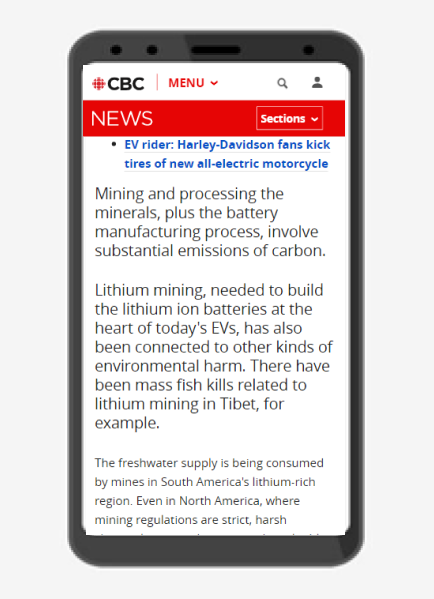 CBC MENU
NEWS Sections
• EV rider: Harley-Davidson fans kick
tires of new all-electric motorcycle
Mining and processing the
minerals, plus the battery
manufacturing process, involve
substantial emissions of carbon.
Lithium mining, needed to build
the lithium ion batteries at the
heart of today's EVs, has also
been connected to other kinds of
environmental harm. There have
been mass fish kills related to
lithium mining in Tibet, for
example.
The freshwater supply is being consumed
by mines in South America's lithium-rich
region. Even in North America, where
mining regulations are strict, harsh